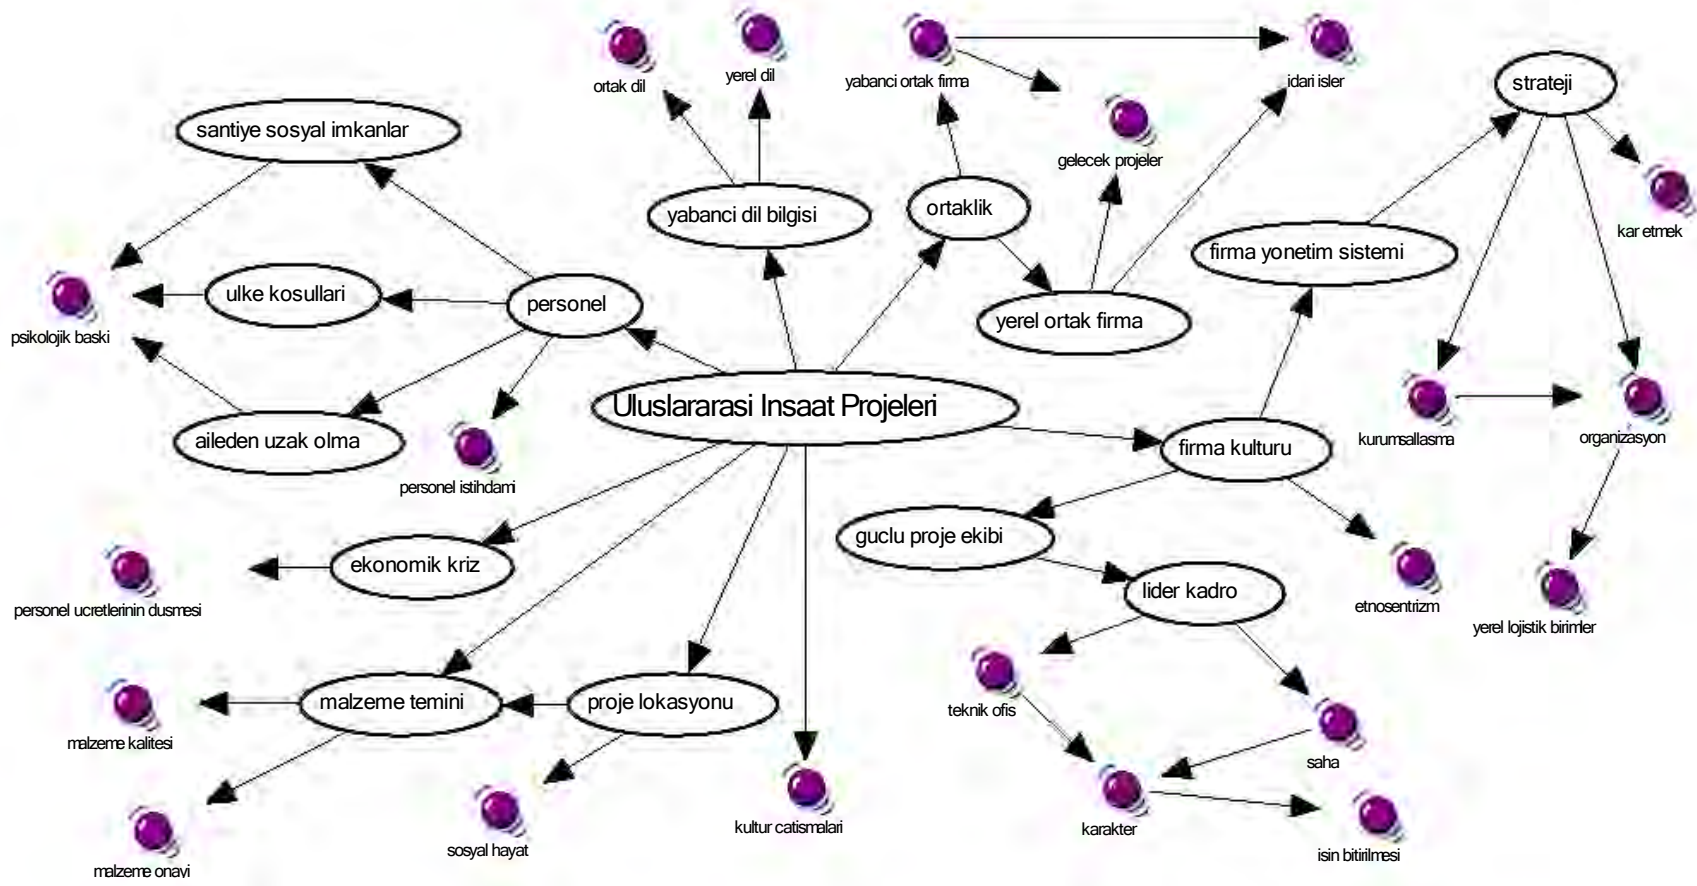 ortak dil
yerel dil
yabanci ortak firma
idari isler
strateji
santiye sosyal imkanlar
gelecek projeler
yabanci dil bilgisi
ortaklik
kar etmek
firma yonetim sistemi
ulke kosullari
personel
yerel ortak firma
psikolojik baski
Uluslararasi Insaat Projeleri
aileden uzak olma
firma kulturu
kurumsallasma
organizasyon
personel istihdami
guclu proje ekibi
ekonomik kriz
lider kadro
etnosentrizm
personel ucretlerinin dusmesi
yerel lojistik birimler
malzeme temini
proje lokasyonu
teknik ofis
malzeme kalitesi
saha
kultur catismalari
karakter
sosyal hayat
isin bitirilmesi
malzeme onayi